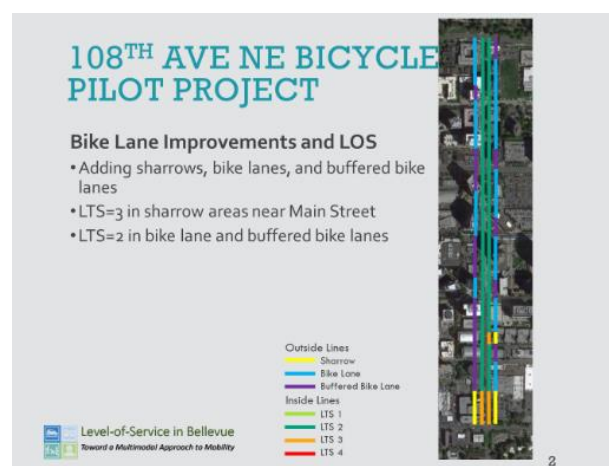 108TH AVE NE BICYCLE
PILOT PROJECT
Bike Lane Improvements and LOS
• Adding sharrows, bike lanes, and buffered bike
lanes
• LTS=3 in sharrow areas near Main Street
• LTS=2 in bike lane and buffered bike lanes
Outside Lines
Sharrow
Bike Lane
Buffered Bike Lane
Inside Lines
LTS 1
LTS 2
LTS 3
LTS 4
Level-of-Service in Bellevue
Toward a Multimodal Approach to Mobility
2